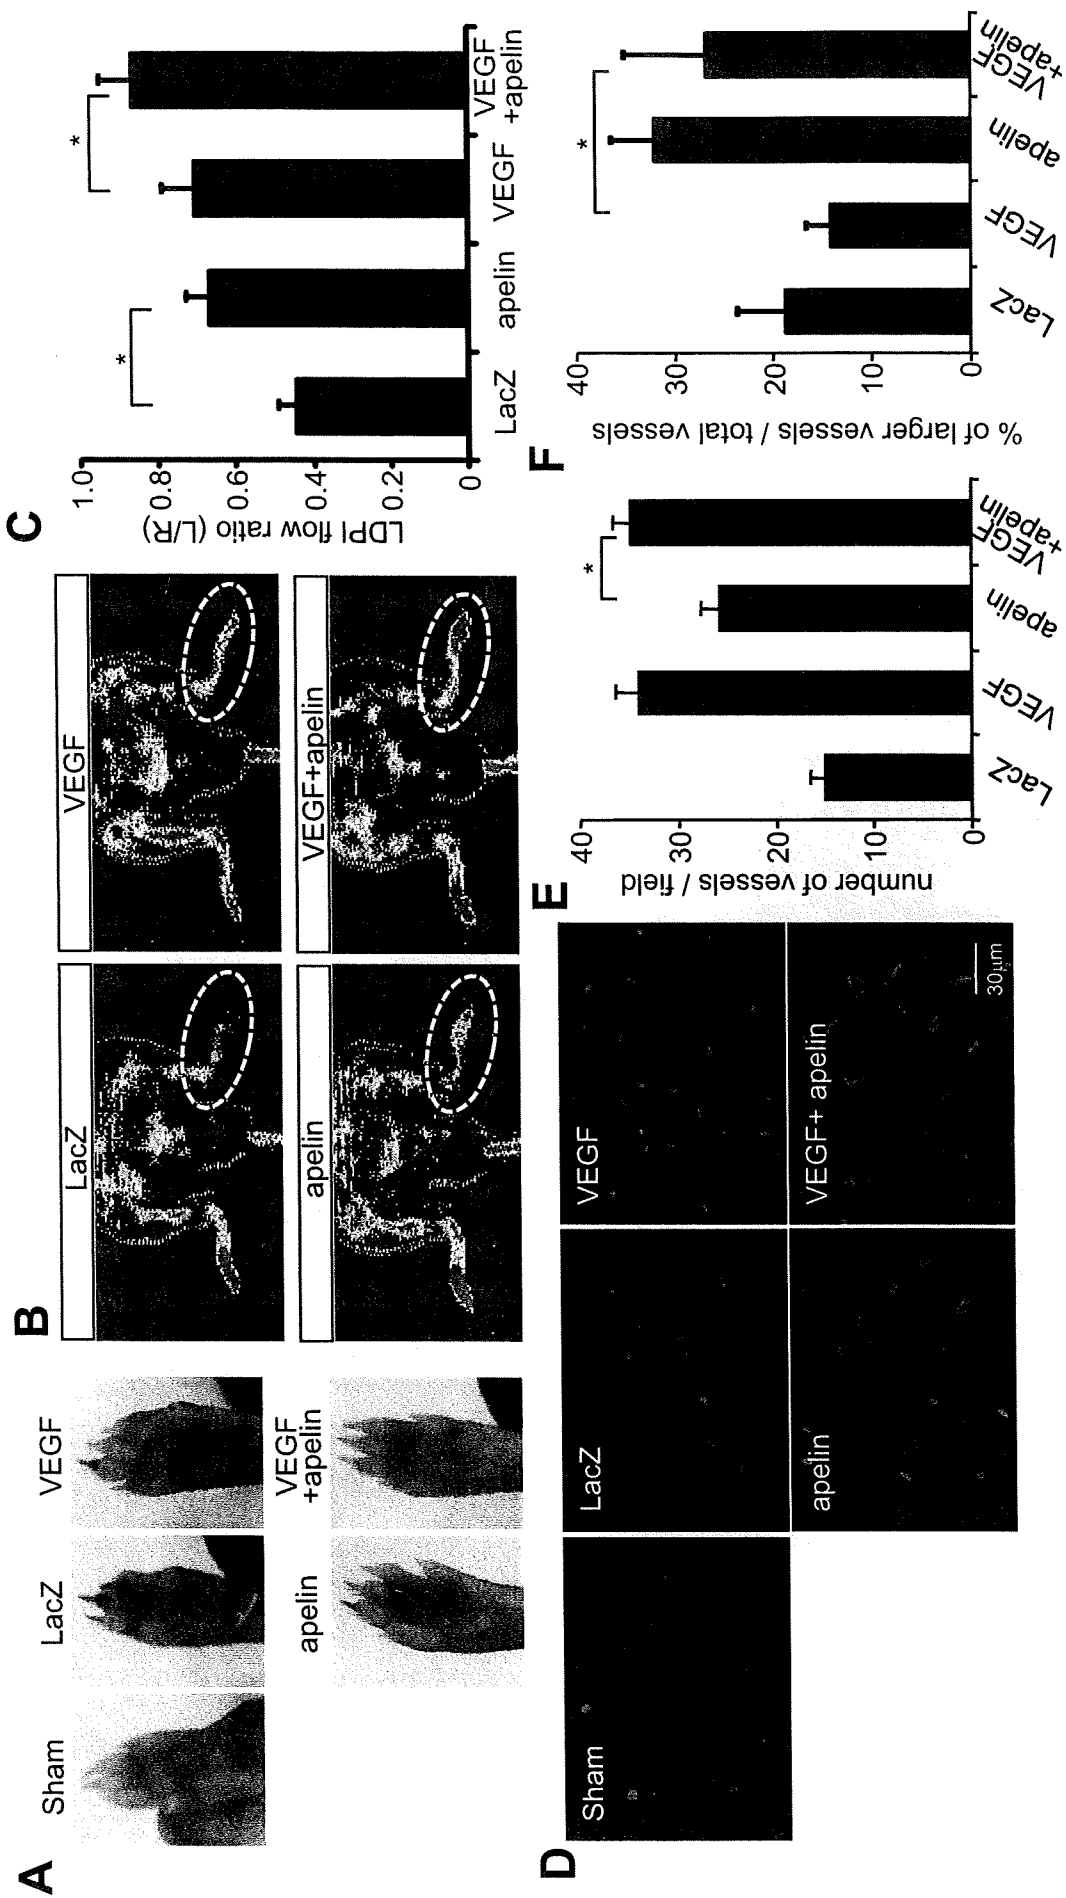 A
Sham
LacZ
VEGF
apelin
VEGF
+apelin
B
LacZ
VEGF
apelin
VEGF+apelin
C
LDPI flow ratio (L/R)
1.0
0.8
0.6
0.4
0.2
0
*
*
LacZ
apelin
VEGF
VEGF
+apelin
D
Sham
LacZ
VEGF
apelin
VEGF+ apelin
30μm
E
number of vessels / field
40
30
20
10
0
*
LacZ
VEGF
apelin
VEGF
+apelin
F
% of larger vessels / total vessels
40
30
20
10
0
*
LacZ
VEGF
apelin
VEGF
+apelin